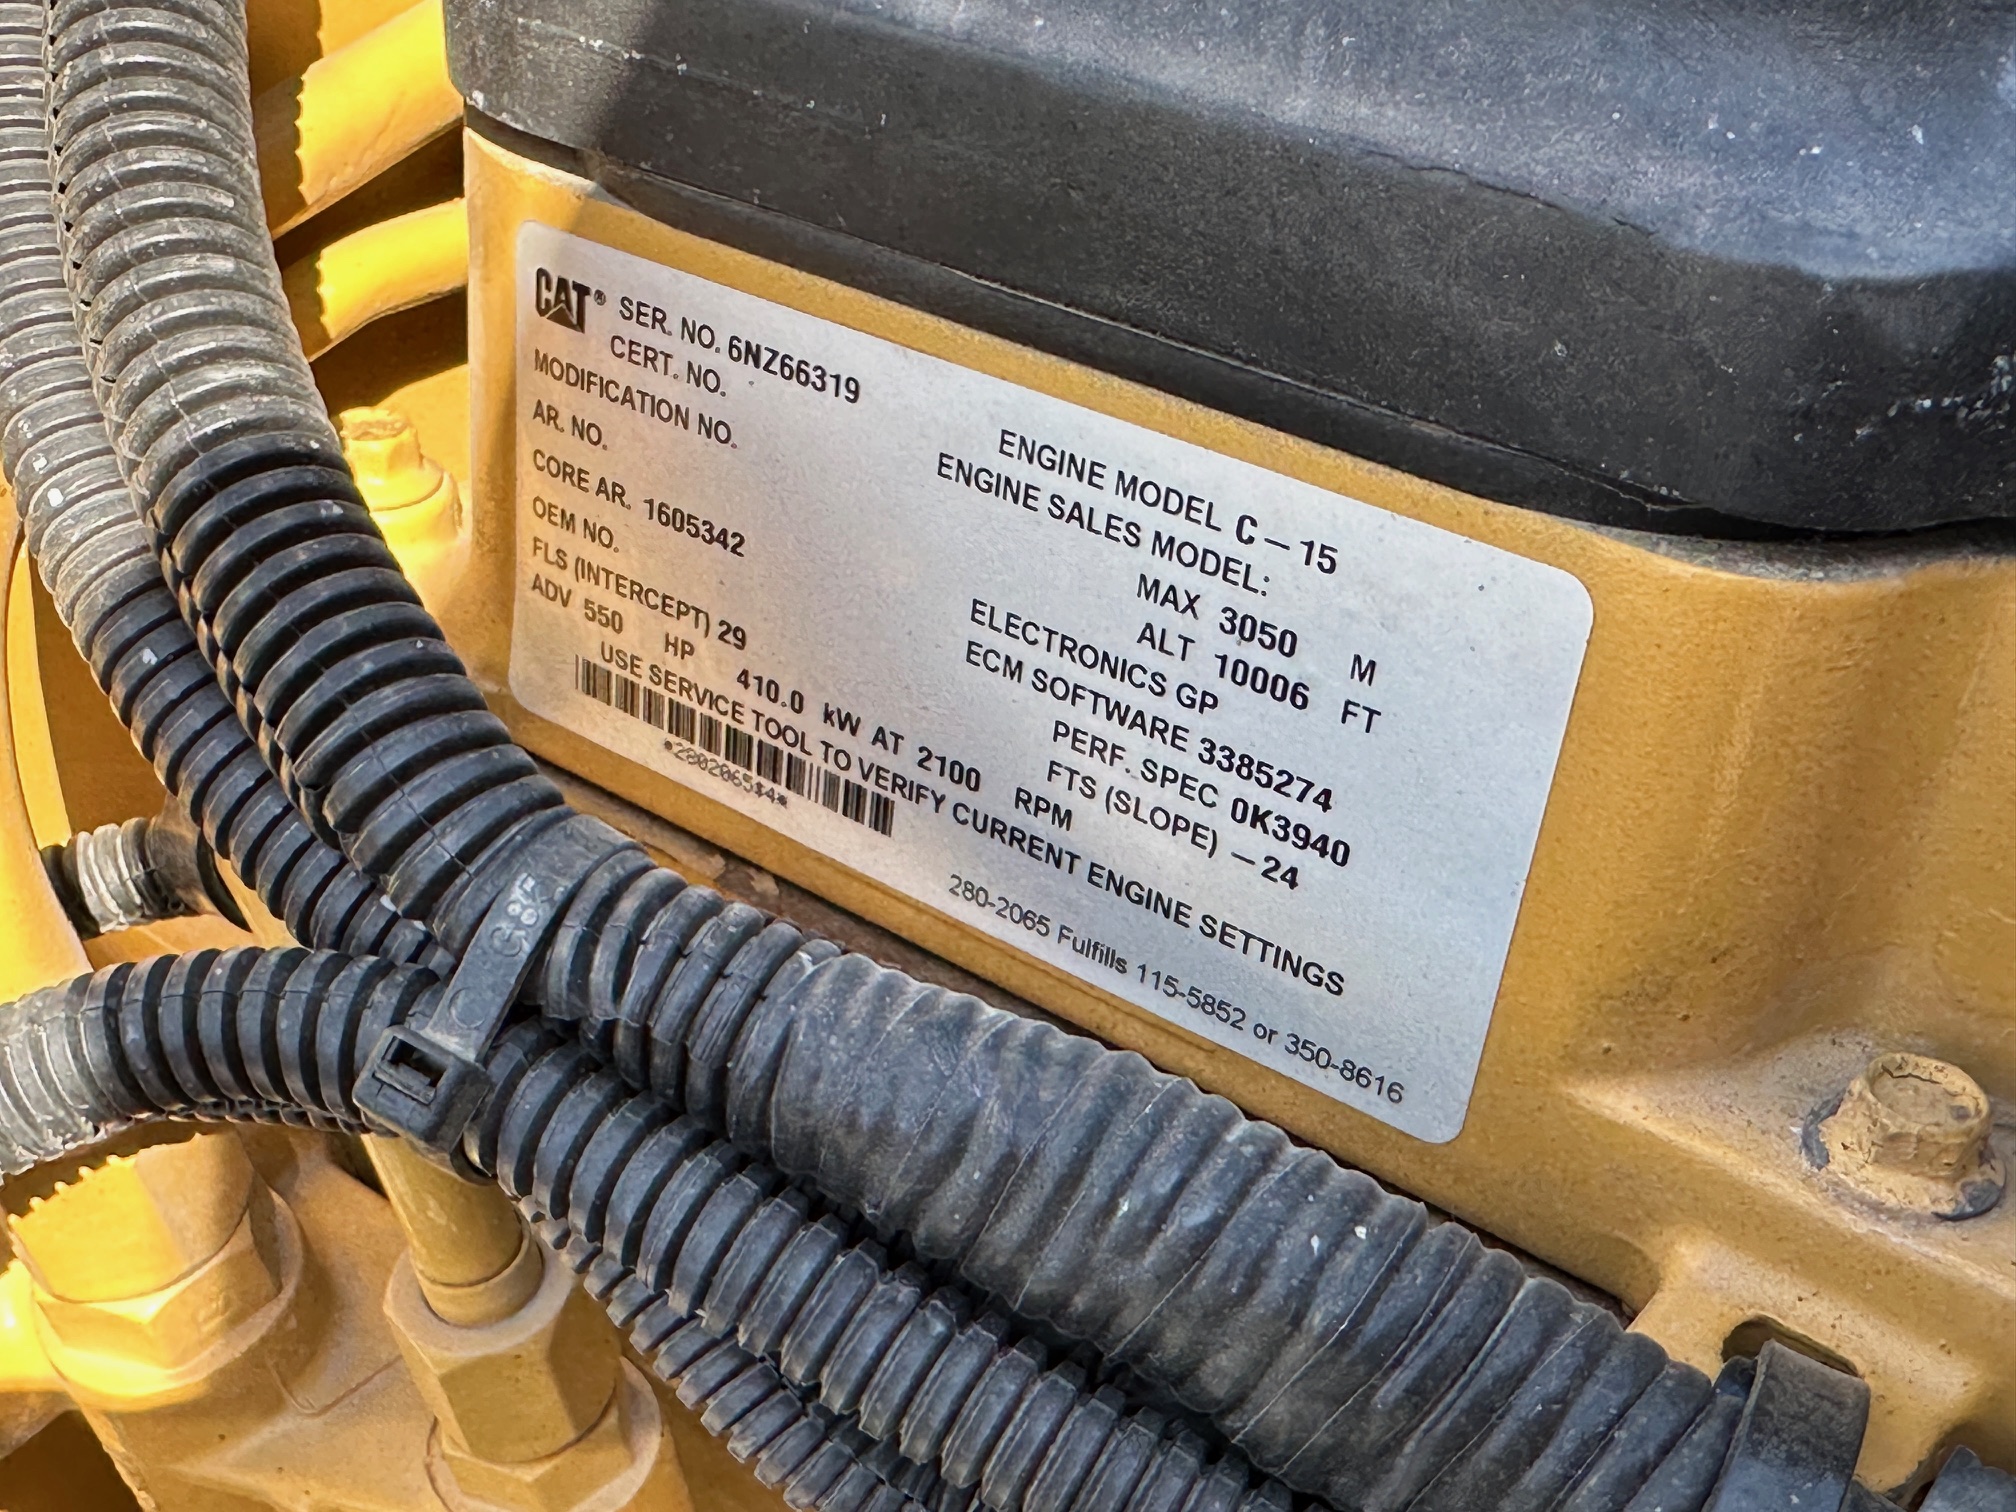 CAT® SER. NO. 6NZ66319
CERT. NO.
MODIFICATION NO.
AR. NO.
CORE AR. 1605342
OEM NO.
FLS (INTERCEPT) 29
ADV 550 HP 410.0 kW AT 2100 RPM
USE SERVICE TOOL TO VERIFY CURRENT ENGINE SETTINGS
ENGINE MODEL C-15
ENGINE SALES MODEL:
MAX 3050 M
ALT 10006 FT
ELECTRONICS GP
ECM SOFTWARE 3385274
PERF. SPEC 0K3940
FTS (SLOPE) -24
280-2065 Fulfills 115-5852 or 350-8616